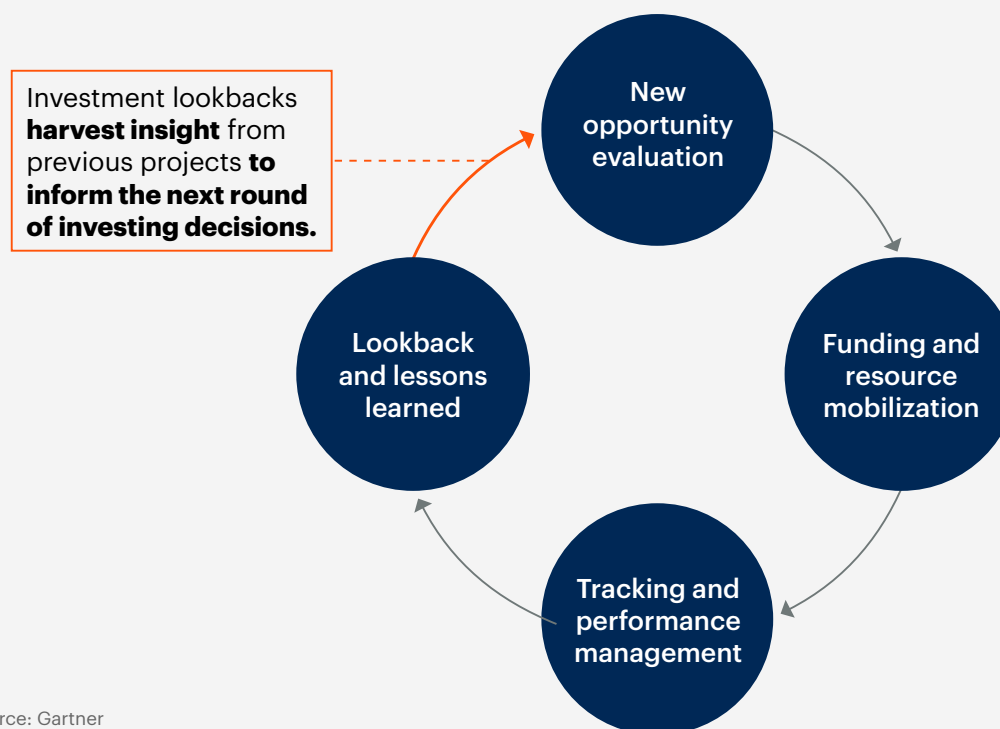 Investment lookbacks
harvest insight from
previous projects to
inform the next round
of investing decisions.
New
opportunity
evaluation
Funding and
resource
mobilization
Tracking and
performance
management
Lookback
and lessons
learned
rce: Gartner